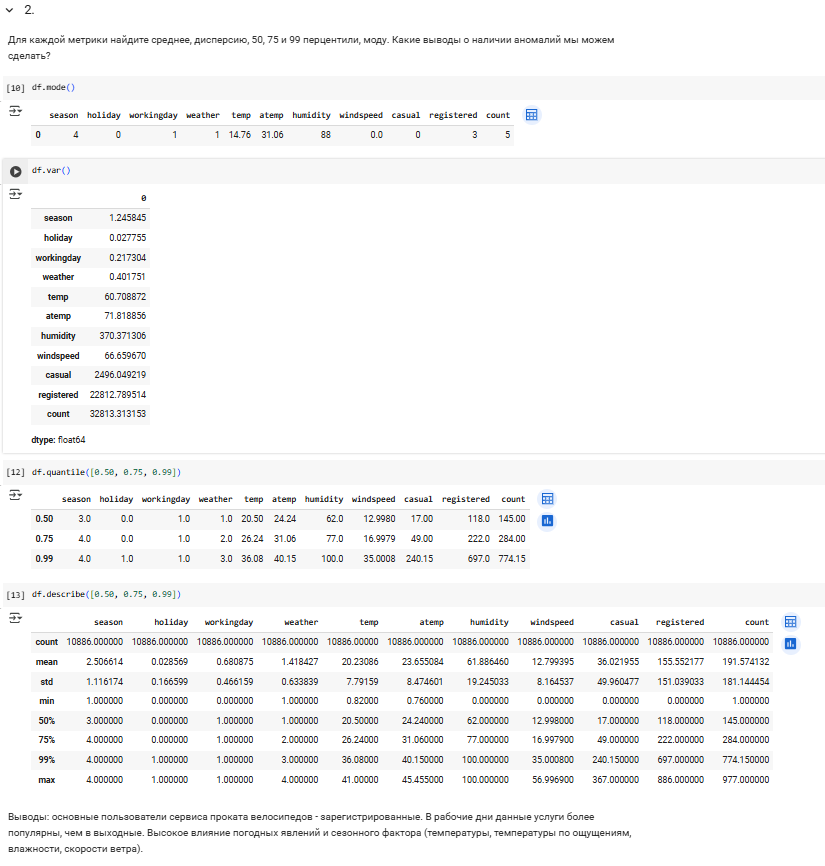 2.
Для каждой метрики найдите среднее, дисперсию, 50, 75 и 99 перцентили, моду. Какие выводы о наличии аномалий мы можем
сделать?
[10] df.mode()
season holiday workingday weather temp atemp humidity windspeed casual registered count
0 4 0 1 1 14.76 31.06 88 0.0 0 3 5
df.var()
0
season 1.245845
holiday 0.027755
workingday 0.217304
weather 0.401751
temp 60.708872
atemp 71.818856
humidity 370.371306
windspeed 66.659670
casual 2496.049219
registered 22812.789514
count 32813.313153
dtype: float64
[12] df.quantile([0.50, 0.75, 0.99])
season holiday workingday weather temp atemp humidity windspeed casual registered count
0.50 3.0 0.0 1.0 1.0 20.50 24.24 62.0 12.9980 17.00 118.0 145.00
0.75 4.0 0.0 1.0 2.0 26.24 31.06 77.0 16.9979 49.00 222.0 284.00
0.99 4.0 1.0 1.0 3.0 36.08 40.15 100.0 35.0008 240.15 697.0 774.15
[13] df.describe([0.50, 0.75, 0.99])
season holiday workingday weather temp atemp humidity windspeed casual registered count
count 10886.000000 10886.000000 10886.000000 10886.000000 10886.00000 10886.000000 10886.000000 10886.000000 10886.000000 10886.000000 10886.000000
mean 2.506614 0.028569 0.680875 1.418427 20.23086 23.655084 61.886460 12.799395 36.021955 155.552177 191.574132
std 1.116174 0.166599 0.466159 0.633839 7.79159 8.474601 19.245033 8.164537 49.960477 151.039033 181.144454
min 1.000000 0.000000 0.000000 1.000000 0.82000 0.760000 0.000000 0.000000 0.000000 0.000000 1.000000
50% 3.000000 0.000000 1.000000 1.000000 20.50000 24.240000 62.000000 12.998000 17.000000 118.000000 145.000000
75% 4.000000 0.000000 1.000000 2.000000 26.24000 31.060000 77.000000 16.997900 49.000000 222.000000 284.000000
99% 4.000000 1.000000 1.000000 3.000000 36.08000 40.150000 100.000000 35.000800 240.150000 697.000000 774.150000
max 4.000000 1.000000 1.000000 4.000000 41.00000 45.455000 100.000000 56.996900 367.000000 886.000000 977.000000
Выводы: основные пользователи сервиса проката велосипедов - зарегистрированные. В рабочие дни данные услуги более
популярны, чем в выходные. Высокое влияние погодных явлений и сезонного фактора (температуры, температуры по ощущениям,
влажности, скорости ветра).